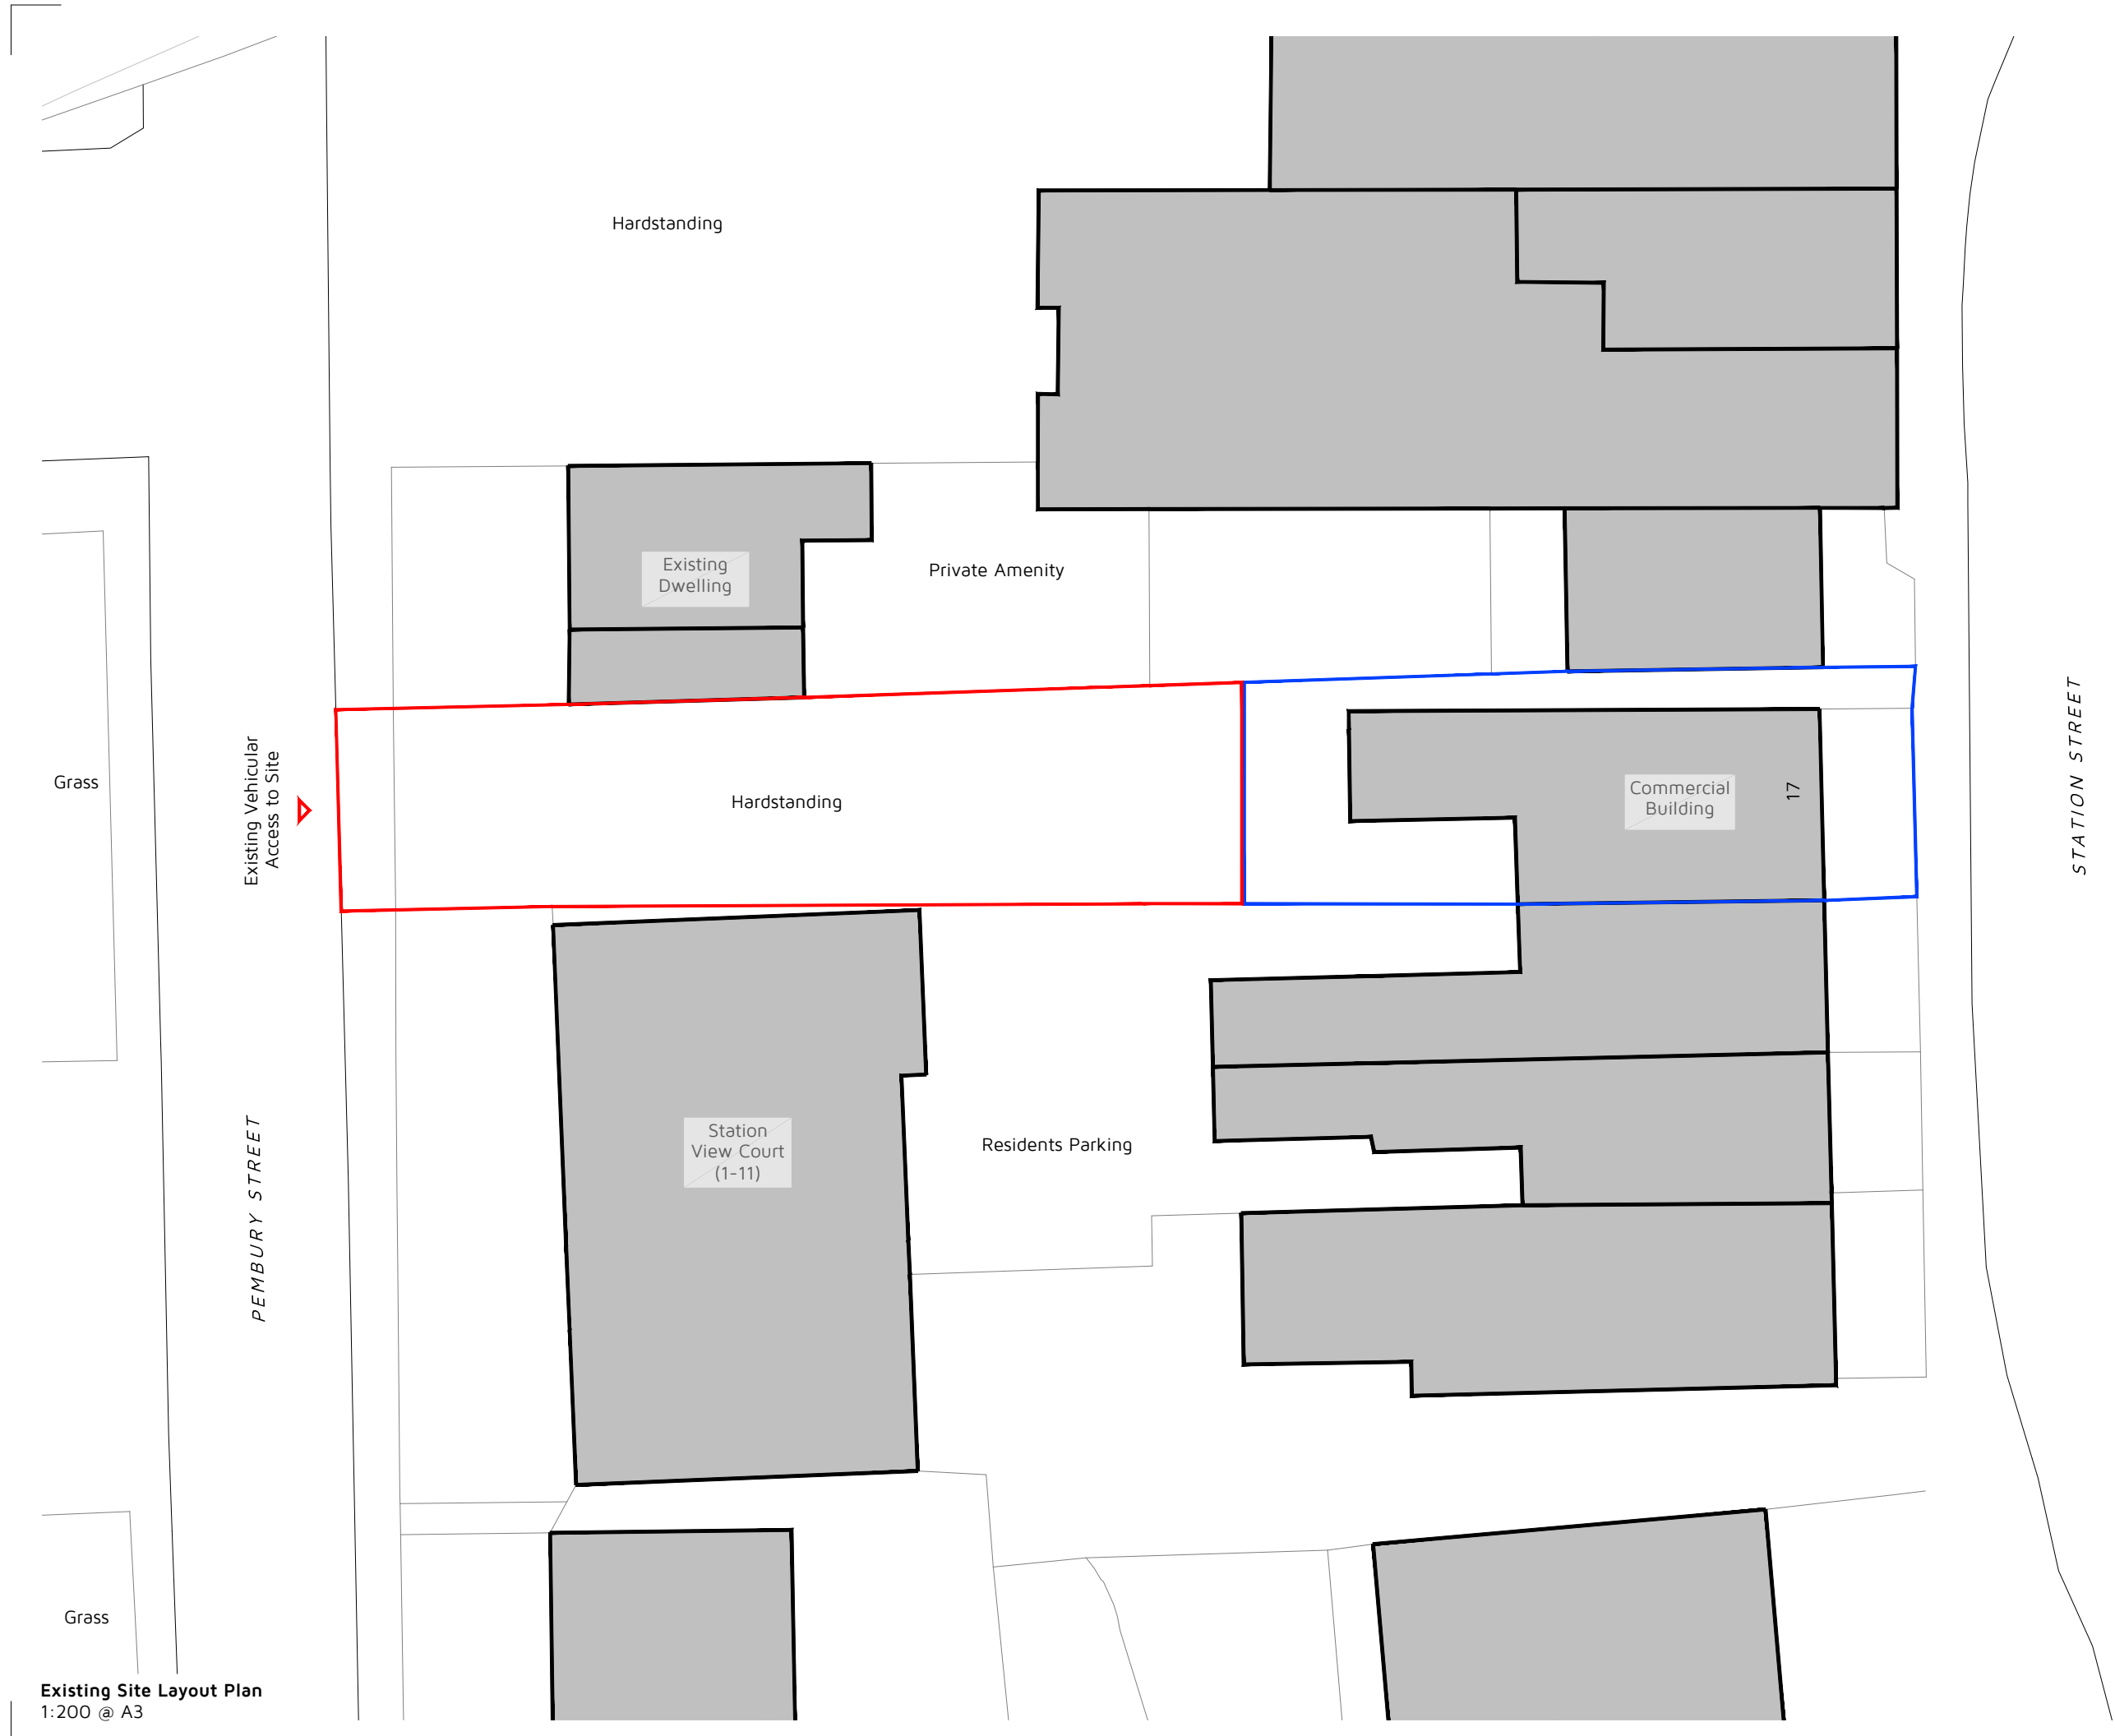 Hardstanding
Existing
Dwelling
Private Amenity
Grass
Existing Vehicular
Access to Site
Hardstanding
Commercial
Building
17
STATION STREET
PEMBURY STREET
Station
View Court
(1-11)
Residents Parking
Grass
Existing Site Layout Plan
1:200 @ A3